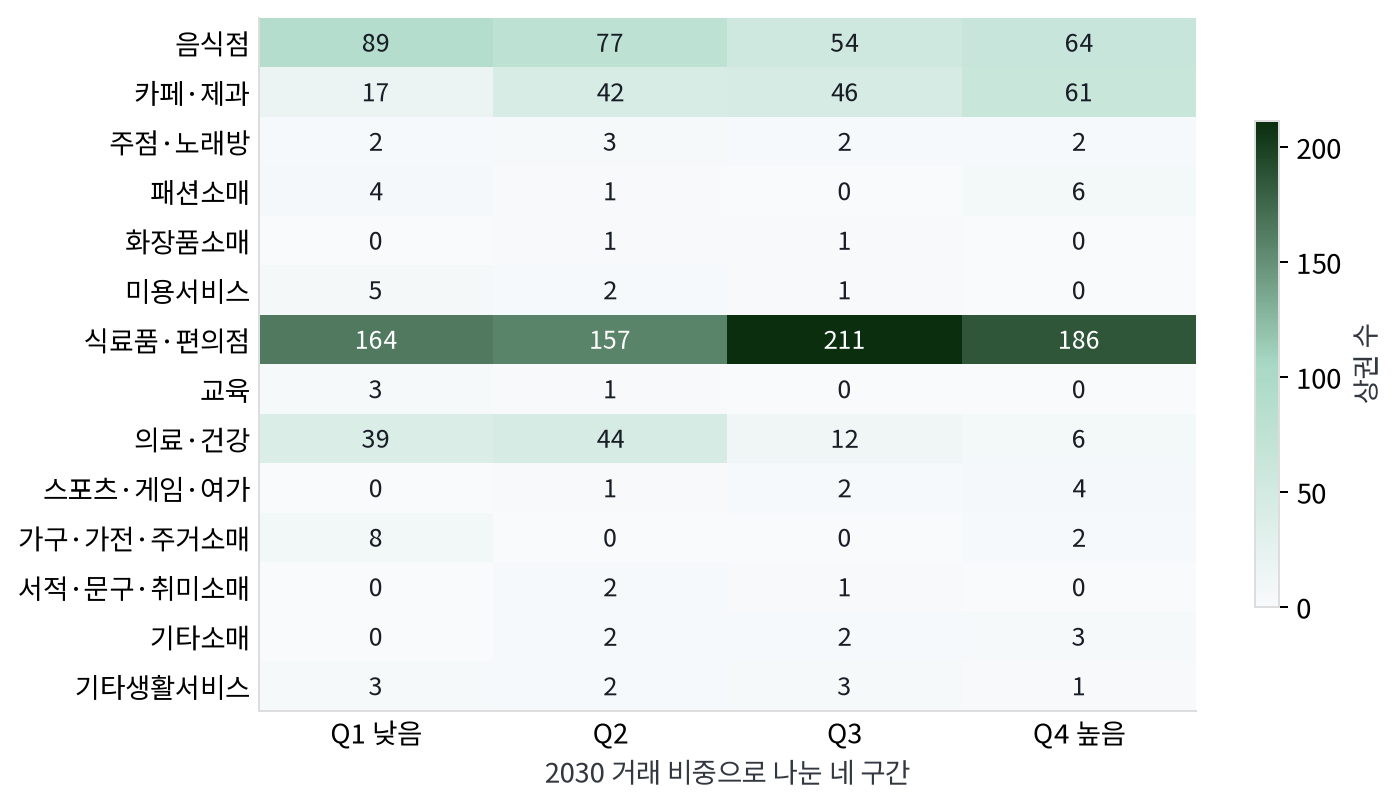 음식점 89 77 54 64
카페·제과 17 42 46 61
주점·노래방 2 3 2 2
패션소매 4 1 0 6
화장품소매 0 1 1 0
미용서비스 5 2 1 0
식료품·편의점 164 157 211 186
교육 3 1 0 0
의료·건강 39 44 12 6
스포츠·게임·여가 0 1 2 4
가구·가전·주거소매 8 0 0 2
서적·문구·취미소매 0 2 1 0
기타소매 0 2 2 3
기타생활서비스 3 2 3 1
Q1 낮음 Q2 Q3 Q4 높음
2030 거래 비중으로 나눈 네 구간
200
150
100
50
0
상권 수